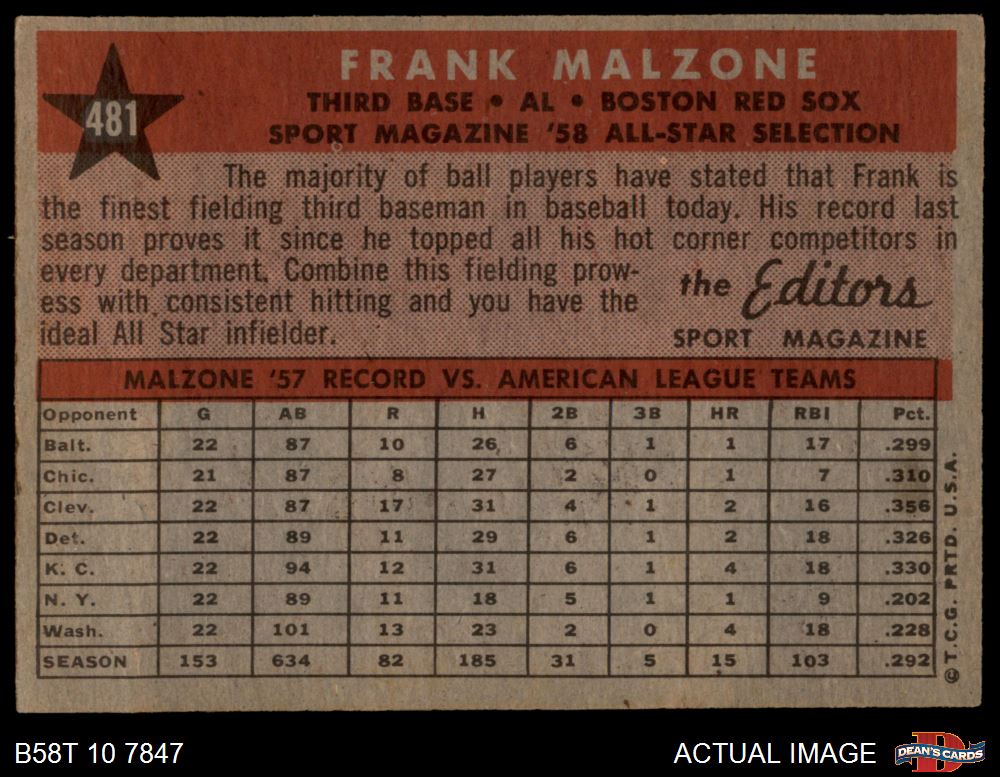 481
FRANK MALZONE
THIRD BASE • AL • BOSTON RED SOX
SPORT MAGAZINE '58 ALL-STAR SELECTION
The majority of ball players have stated that Frank is
the finest fielding third baseman in baseball today. His record last
season proves it since he topped all his hot corner competitors in
every department. Combine this fielding prow-
ess with consistent hitting and you have the
ideal All Star infielder.
the Editors
SPORT MAGAZINE
MALZONE '57 RECORD VS. AMERICAN LEAGUE TEAMS
Opponent G AB R H 2B 3B HR RBI Pct.
Balt. 22 87 10 26 6 1 1 17 .299
Chic. 21 87 8 27 2 0 1 7 .310
Clev. 22 87 17 31 4 1 2 16 .356
Det. 22 89 11 29 6 1 2 18 .326
K. C. 22 94 12 31 6 1 4 18 .330
N. Y. 22 89 11 18 5 1 1 9 .202
Wash. 22 101 13 23 2 0 4 18 .228
SEASON 153 634 82 185 31 5 15 103 .292
© T.C.G. PRTD. U.S.A.
B58T 10 7847
ACTUAL IMAGE
D
DEAN'S CARDS